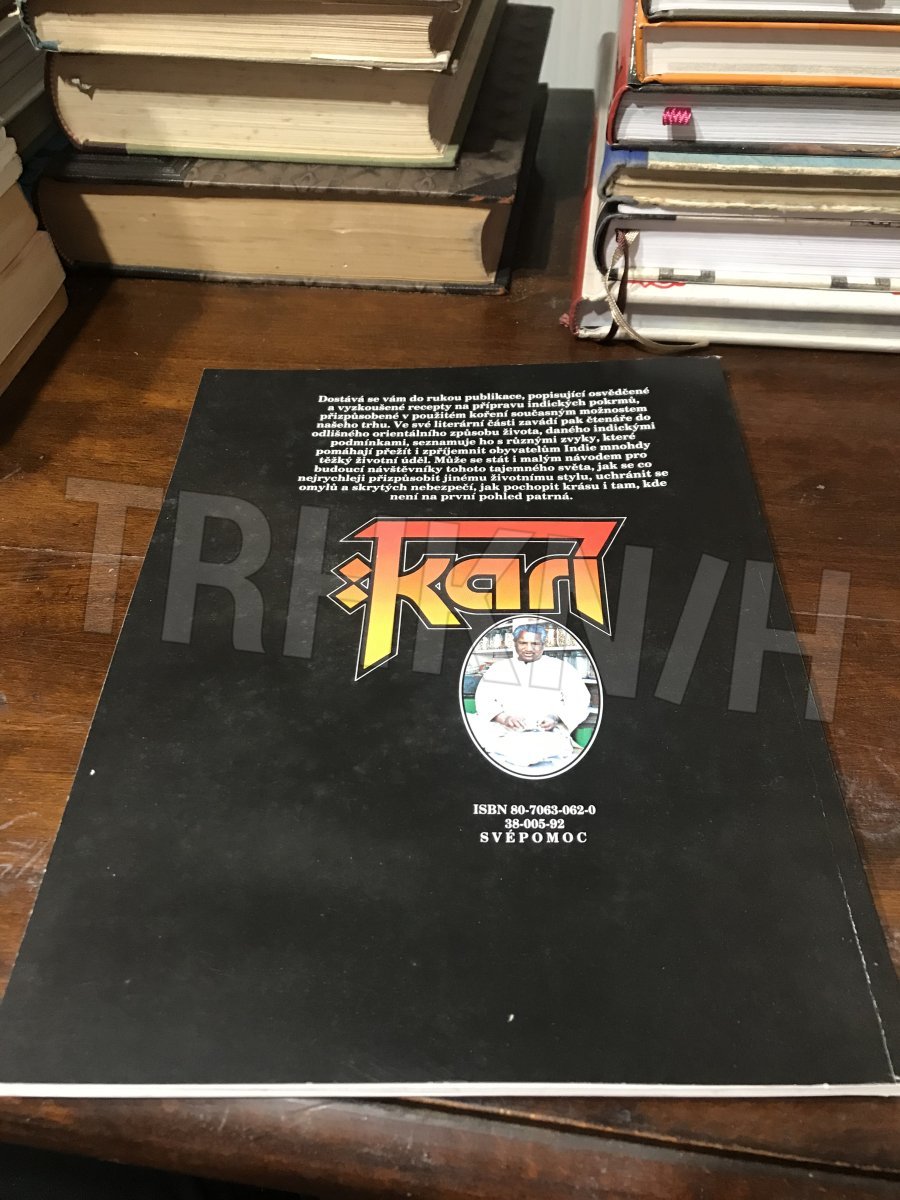 Dostává se vám do rukou publikace, popisující osvědčené
a vyzkoušené recepty na přípravu indických pokrmů,
přizpůsobené v použitém koření současným možnostem
našeho trhu. Ve své literární části zavádí pak čtenáře do
odlišného orientálního způsobu života, daného indickými
podmínkami, seznamuje ho s různými zvyky, které
pomáhají přežít i zpříjemnit obyvatelům Indie mnohdy
těžký životní úděl. Může se stát i malým návodem pro
budoucí návštěvníky tohoto tajemného světa, jak se co
nejrychleji přizpůsobit jinému životnímu stylu, uchránit se
omylů a skrytých nebezpečí, jak pochopit krásu i tam, kde
není na první pohled patrná.
kari
ISBN 80-7063-062-0
38-005-92
SVÉPOMOC
TRH KNIH